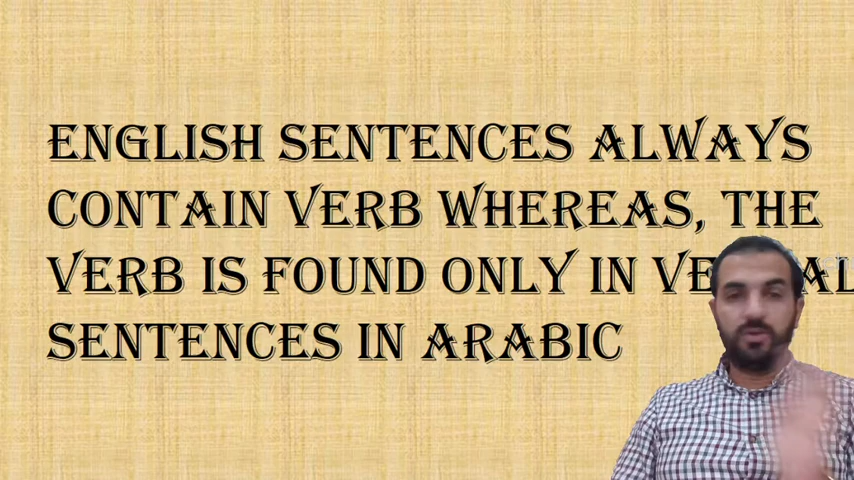 ENGLISH SENTENCES ALWAYS
CONTAIN VERB WHEREAS, THE
VERB IS FOUND ONLY IN
SENTENCES IN ARABIC